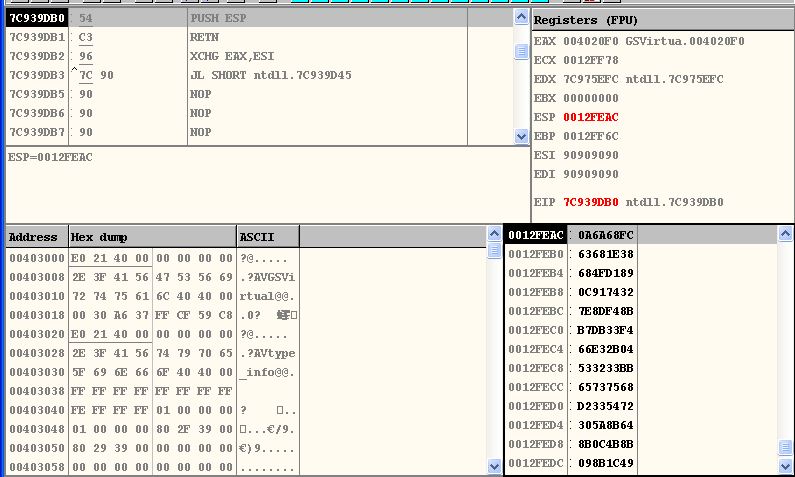 7C939DB0 : 54 PUSH ESP
7C939DB1 : C3 RETN
7C939DB2 : 96 XCHG EAX,ESI
7C939DB3 ^ 7C 90 JL SHORT ntdll.7C939D45
7C939DB5 : 90 NOP
7C939DB6 : 90 NOP
7C939DB7 : 90 NOP
ESP=0012FEAC
Registers (FPU)
EAX 004020F0 GSVirtua.004020F0
ECX 0012FF78
EDX 7C975EFC ntdll.7C975EFC
EBX 00000000
ESP 0012FEAC
EBP 0012FF6C
ESI 90909090
EDI 90909090
EIP 7C939DB0 ntdll.7C939DB0
Address Hex dump ASCII
00403000 E0 21 40 00 00 00 00 00 ?@.....
00403008 2E 3F 41 56 47 53 56 69 .?AVGSVi
00403010 72 74 75 61 6C 40 40 00 rtual@@.
00403018 00 30 A6 37 FF CF 59 C8 .0?
00403020 E0 21 40 00 00 00 00 00 ?@.....
00403028 2E 3F 41 56 74 79 70 65 .?AVtype
00403030 5F 69 6E 66 6F 40 40 00 _info@@.
00403038 FF FF FF FF FF FF FF FF
00403040 FE FF FF FF 01 00 00 00 ? □..
00403048 01 00 00 00 80 2F 39 00 □...€/9.
00403050 80 29 39 00 00 00 00 00 €)9.....
00403058 00 00 00 00 00 00 00 00 ........
0012FEAC : 0A6A68FC
0012FEB0 : 63681E38
0012FEB4 : 684FD189
0012FEB8 : 0C917432
0012FEBC : 7E8DF48B
0012FEC0 : B7DB33F4
0012FEC4 : 66E32B04
0012FEC8 : 533233BB
0012FECC : 65737568
0012FED0 : D2335472
0012FED4 : 305A8B64
0012FED8 : 8B0C4B8B
0012FEDC : 098B1C49